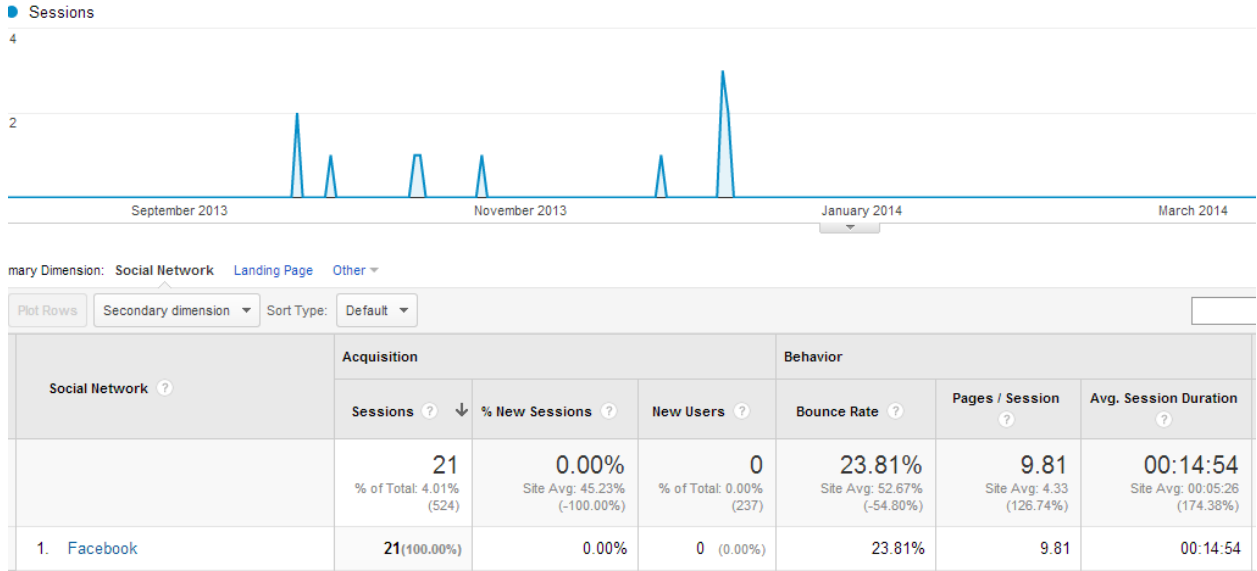 Sessions
4
2
September 2013 November 2013 January 2014 March 2014
mary Dimension: Social Network Landing Page Other
Plot Rows Secondary dimension Sort Type: Default
Acquisition Behavior
Social Network ? Sessions ? % New Sessions ? New Users ? Bounce Rate ? Pages / Session ? Avg. Session Duration ?
21 0.00% 0 23.81% 9.81 00:14:54
% of Total: 4.01% Site Avg: 45.23% % of Total: 0.00% Site Avg: 52.67% Site Avg: 4.33 Site Avg: 00:05:26
(524) (-100.00%) (237) (-54.80%) (126.74%) (174.38%)
1. Facebook 21(100.00%) 0.00% 0 (0.00%) 23.81% 9.81 00:14:54